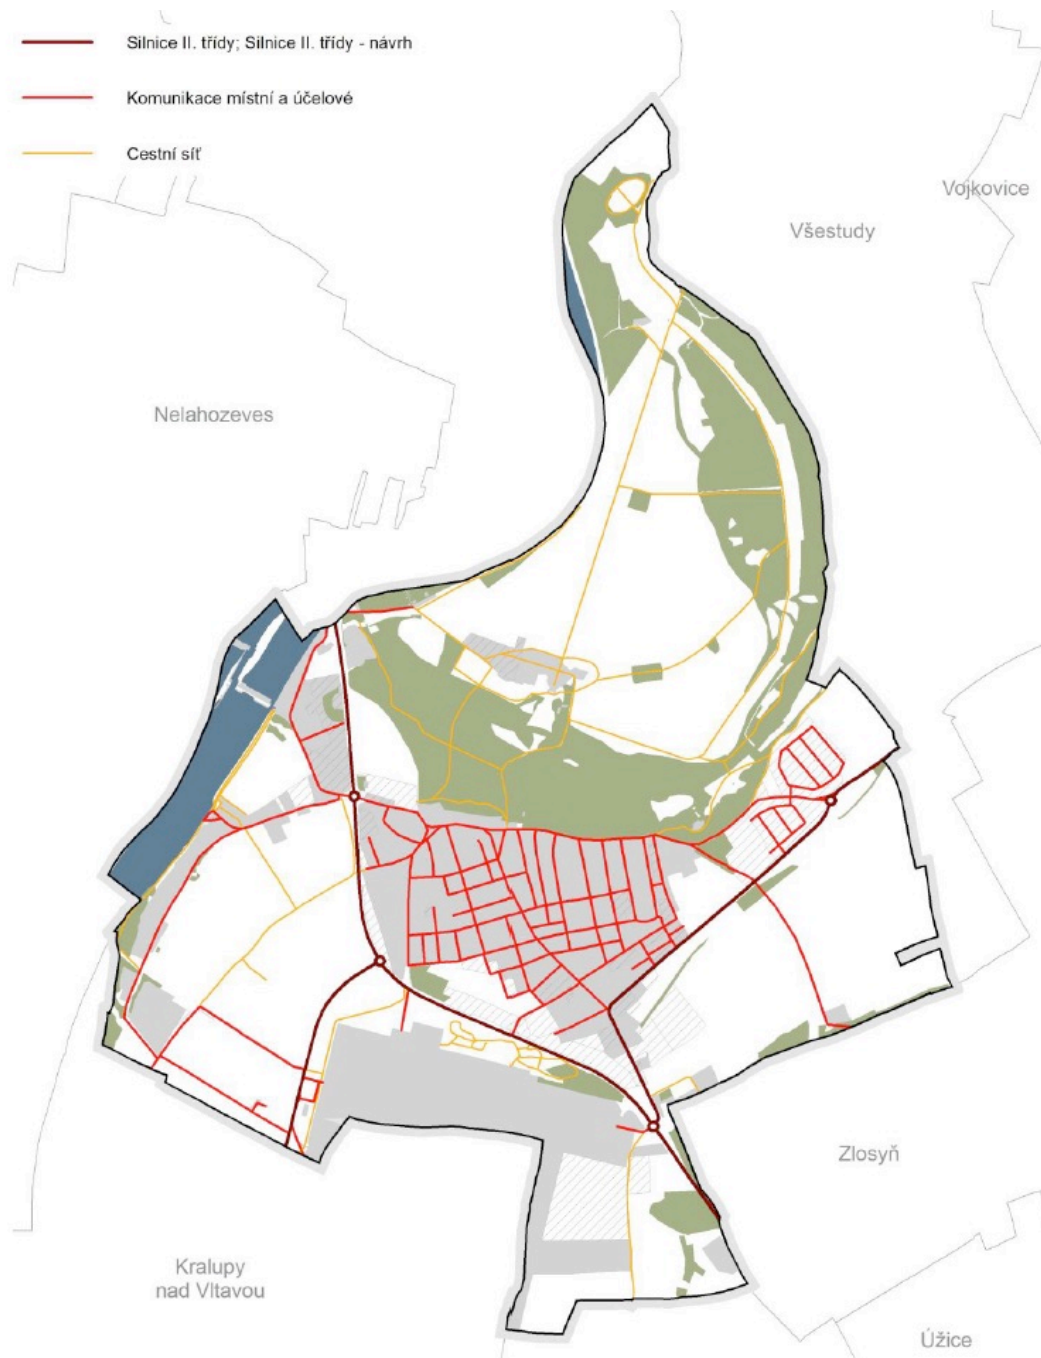 Silnice II. třídy; Silnice II. třídy - návrh
Komunikace místní a účelové
Cestní síť
Vojkovice
Všestudy
Nelahozeves
Zlosyň
Kralupy
nad Vltavou
Úžice